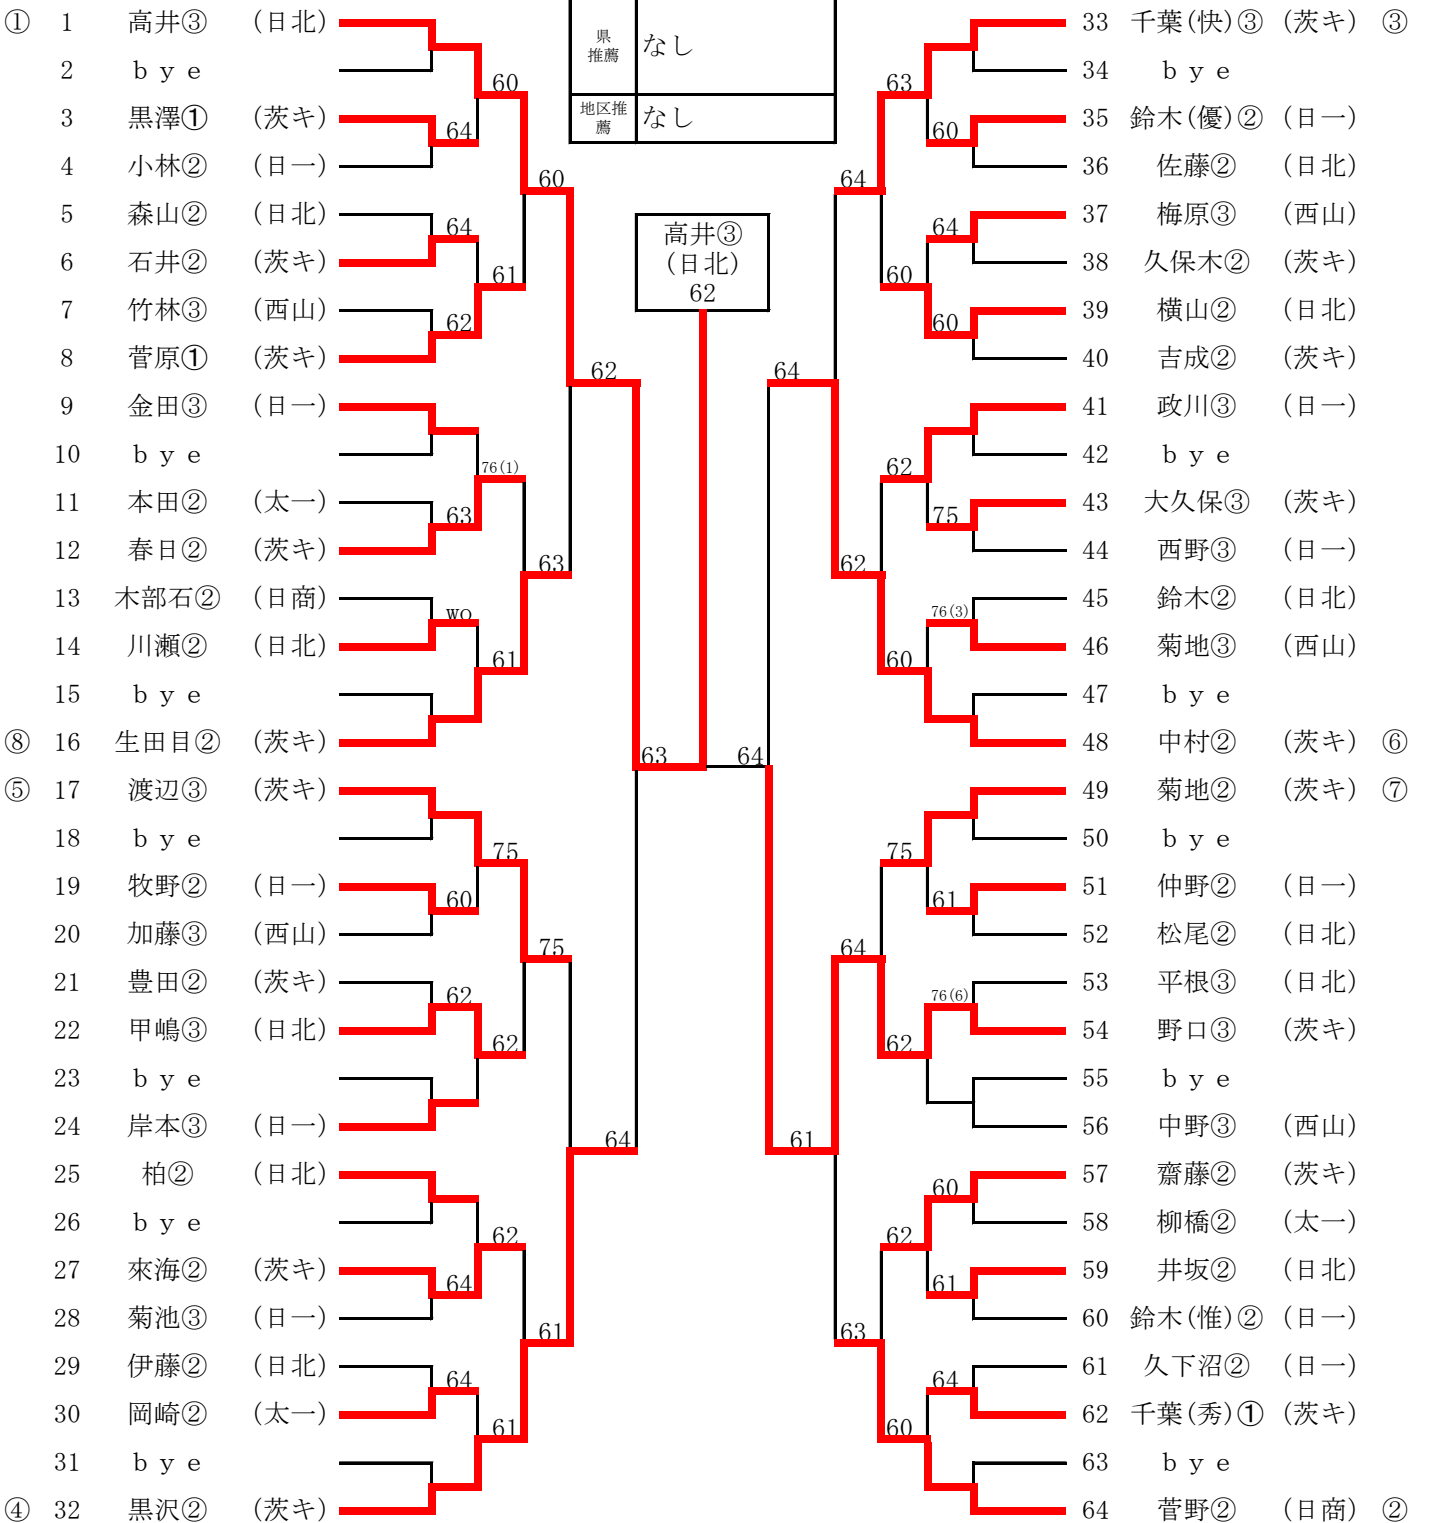 県
推薦 なし
地区推
薦 なし
① 1 高井③ (日北)
2 ｂｙｅ
3 黒澤① (茨キ)
4 小林② (日一)
5 森山② (日北)
6 石井② (茨キ)
7 竹林③ (西山)
8 菅原① (茨キ)
9 金田③ (日一)
10 ｂｙｅ
11 本田② (太一)
12 春日② (茨キ)
13 木部石② (日商)
14 川瀬② (日北)
15 ｂｙｅ
⑧ 16 生田目② (茨キ)
⑤ 17 渡辺③ (茨キ)
18 ｂｙｅ
19 牧野② (日一)
20 加藤③ (西山)
21 豊田② (茨キ)
22 甲嶋③ (日北)
23 ｂｙｅ
24 岸本③ (日一)
25 柏② (日北)
26 ｂｙｅ
27 來海② (茨キ)
28 菊池③ (日一)
29 伊藤② (日北)
30 岡崎② (太一)
31 ｂｙｅ
④ 32 黒沢② (茨キ)
64
64
62
63
wo
60
62
64
64
60
61
76(1)
61
75
62
62
61
60
63
75
61
62
64
63
高井③
(日北)
62
64
64
61
64
62
64
63
63
60
62
60
75
62
62
60
60
64
60
75
76(3)
61
76(6)
60
61
64
33 千葉(快)③ (茨キ) ③
34 ｂｙｅ
35 鈴木(優)② (日一)
36 佐藤② (日北)
37 梅原③ (西山)
38 久保木② (茨キ)
39 横山② (日北)
40 吉成② (茨キ)
41 政川③ (日一)
42 ｂｙｅ
43 大久保③ (茨キ)
44 西野③ (日一)
45 鈴木② (日北)
46 菊地③ (西山)
47 ｂｙｅ
48 中村② (茨キ) ⑥
49 菊地② (茨キ) ⑦
50 ｂｙｅ
51 仲野② (日一)
52 松尾② (日北)
53 平根③ (日北)
54 野口③ (茨キ)
55 ｂｙｅ
56 中野③ (西山)
57 齋藤② (茨キ)
58 柳橋② (太一)
59 井坂② (日北)
60 鈴木(惟)② (日一)
61 久下沼② (日一)
62 千葉(秀)① (茨キ)
63 ｂｙｅ
64 菅野② (日商) ②